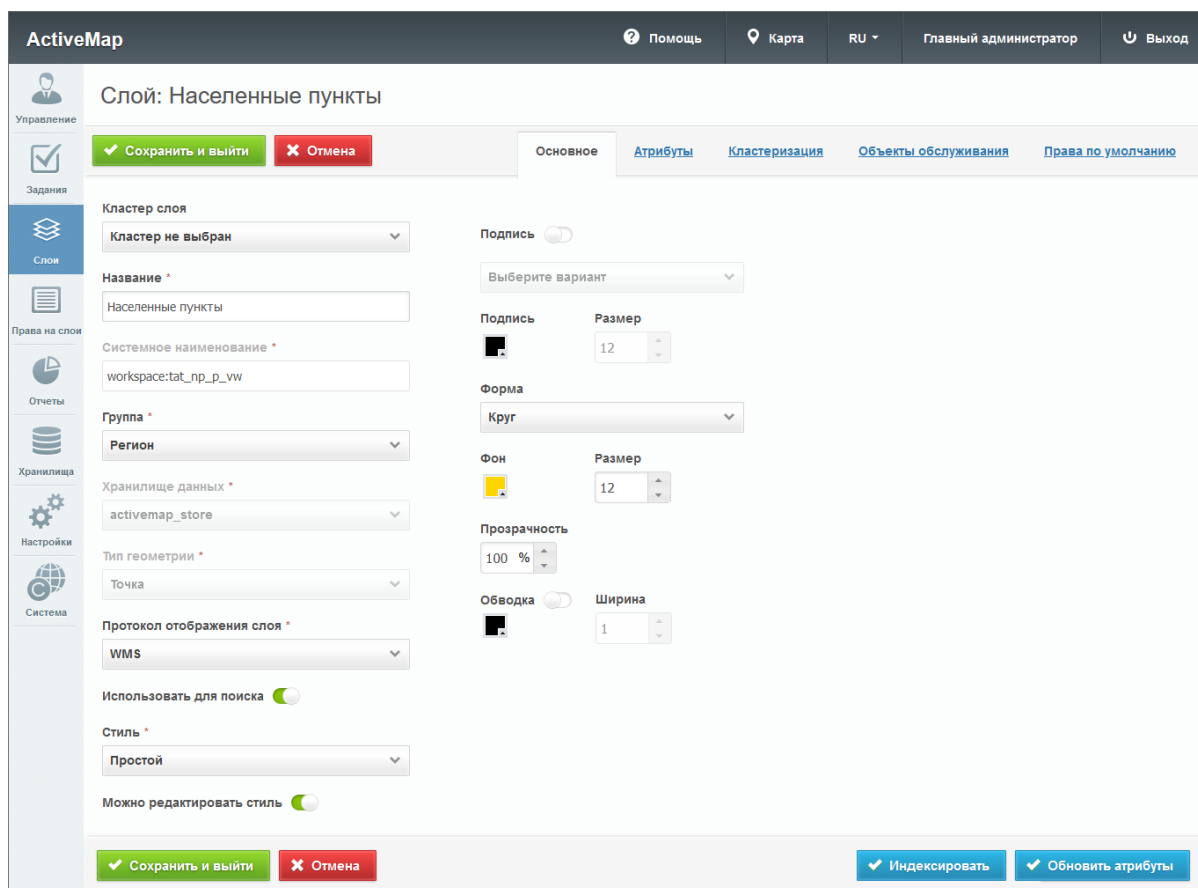 ActiveMap
Помощь
Карта
RU
Главный администратор
Выход
Управление
Задания
Слои
Права на слои
Отчеты
Хранилища
Настройки
Система
Слой: Населенные пункты
Сохранить и выйти
Отмена
Основное
Атрибуты
Кластеризация
Объекты обслуживания
Права по умолчанию
Кластер слоя
Кластер не выбран
Название *
Населенные пункты
Системное наименование *
workspace:tat_np_p_vw
Группа *
Регион
Хранилище данных *
activemap_store
Тип геометрии *
Точка
Протокол отображения слоя *
WMS
Использовать для поиска
Стиль *
Простой
Можно редактировать стиль
Подпись
Выберите вариант
Подпись Размер
12
Форма
Круг
Фон Размер
12
Прозрачность
100 %
Обводка Ширина
1
Сохранить и выйти
Отмена
Индексировать
Обновить атрибуты